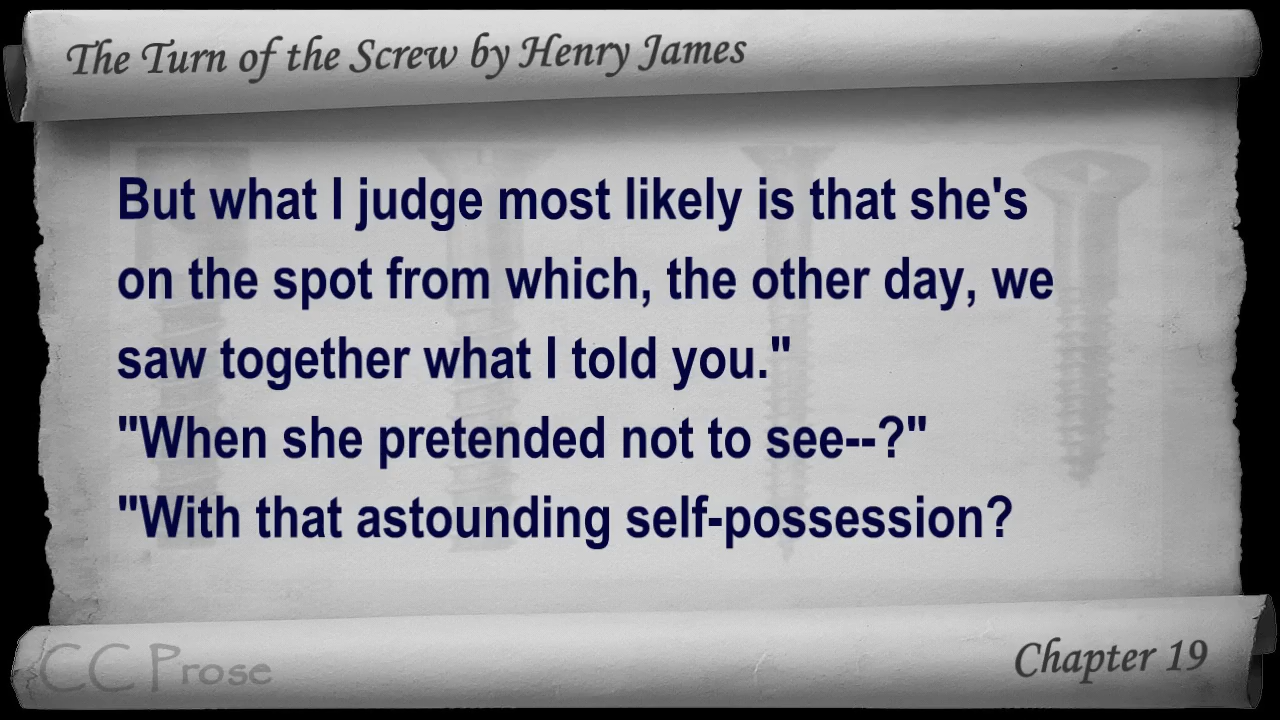 The Turn of the Screw by Henry James
But what I judge most likely is that she's
on the spot from which, the other day, we
saw together what I told you."
"When she pretended not to see--?"
"With that astounding self-possession?
CC Prose
Chapter 19